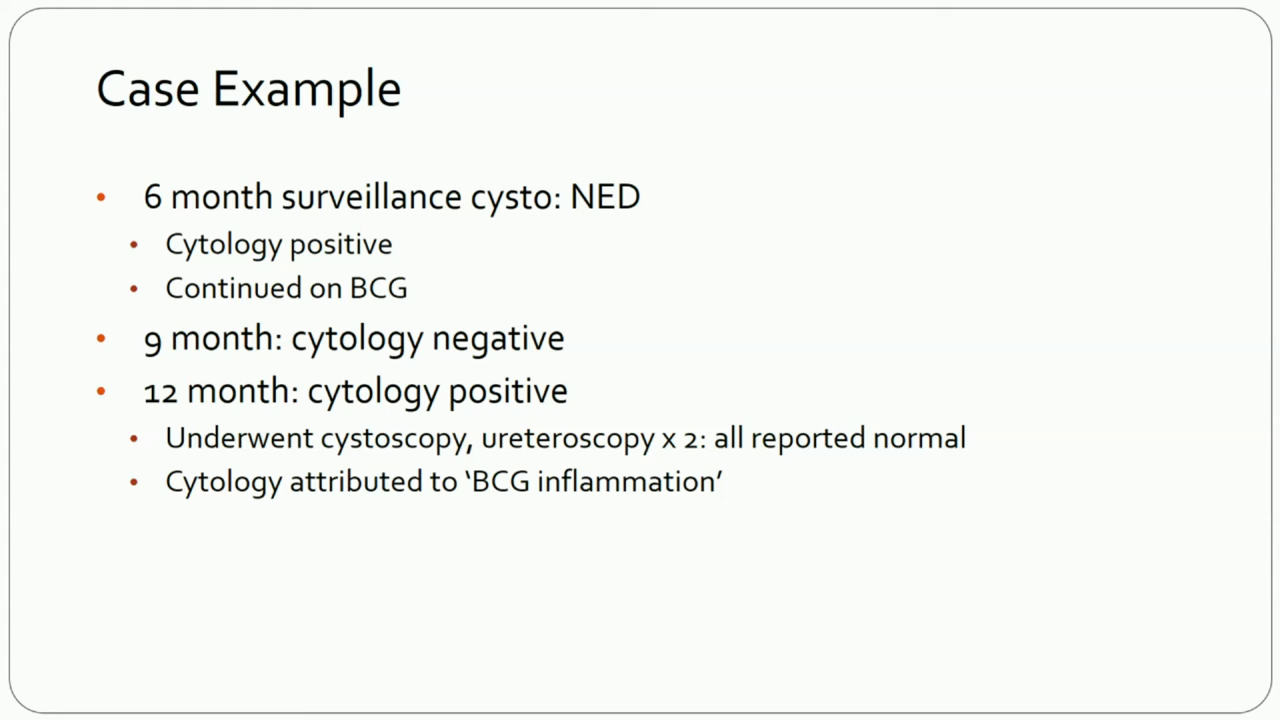 Case Example
• 6 month surveillance cysto: NED
• Cytology positive
• Continued on BCG
• 9 month: cytology negative
• 12 month: cytology positive
• Underwent cystoscopy, ureteroscopy x 2: all reported normal
• Cytology attributed to ‘BCG inflammation’